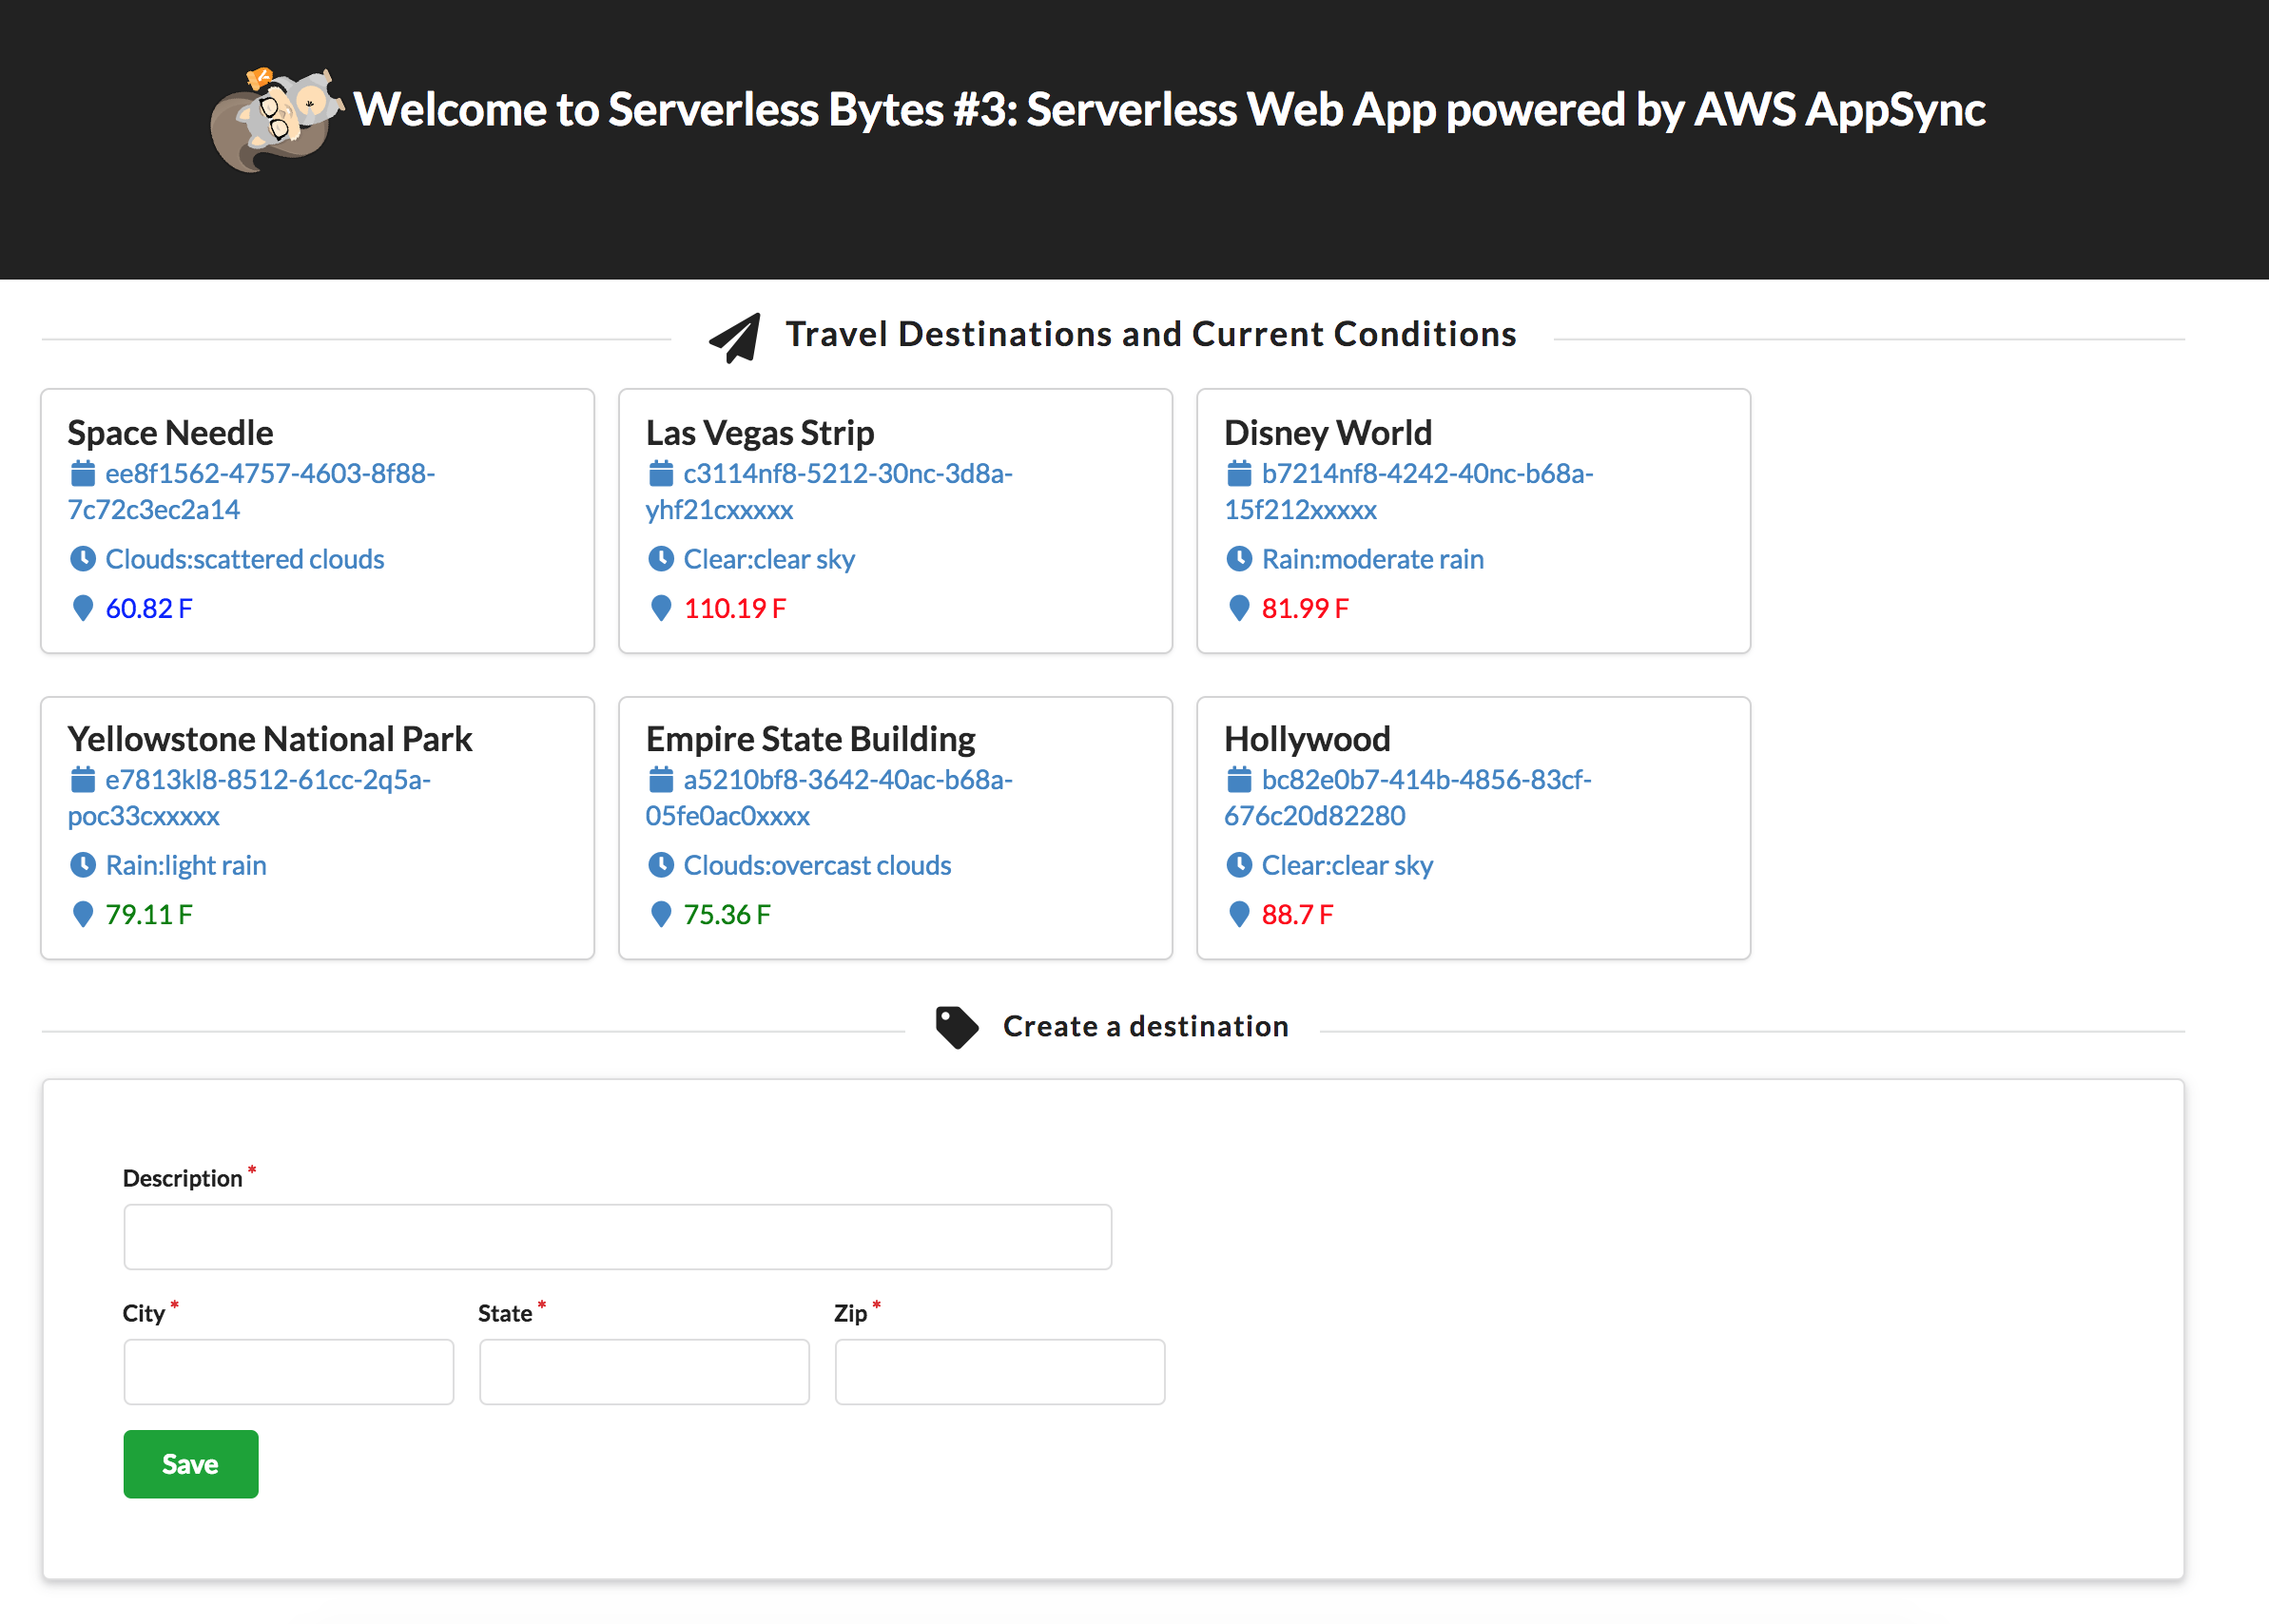 Welcome to Serverless Bytes #3: Serverless Web App powered by AWS AppSync
Travel Destinations and Current Conditions
Space Needle
ee8f1562-4757-4603-8f88-
7c72c3ec2a14
Clouds:scattered clouds
60.82 F
Las Vegas Strip
c3114nf8-5212-30nc-3d8a-
yhf21cxxxxx
Clear:clear sky
110.19 F
Disney World
b7214nf8-4242-40nc-b68a-
15f212xxxxx
Rain:moderate rain
81.99 F
Yellowstone National Park
e7813kl8-8512-61cc-2q5a-
poc33cxxxxx
Rain:light rain
79.11 F
Empire State Building
a5210bf8-3642-40ac-b68a-
05fe0ac0xxxx
Clouds:overcast clouds
75.36 F
Hollywood
bc82e0b7-414b-4856-83cf-
676c20d82280
Clear:clear sky
88.7 F
Create a destination
Description *
City * State * Zip *
Save